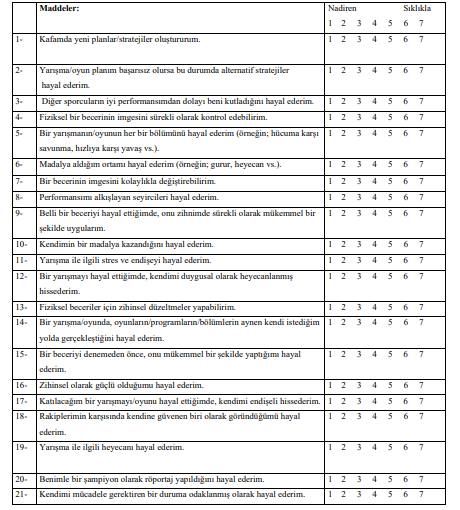 Maddeler: Nadiren Sıklıkla
1 2 3 4 5 6 7
1- Kafamda yeni planlar/stratejiler oluştururum. 1 2 3 4 5 6 7
2- Yarışma/oyun planım başarısız olursa bu durumda alternatif stratejiler 1 2 3 4 5 6 7
hayal ederim.
3- Diğer sporcuların iyi performansımdan dolayı beni kutladığını hayal ederim. 1 2 3 4 5 6 7
4- Fiziksel bir becerinin imgesini sürekli olarak kontrol edebilirim. 1 2 3 4 5 6 7
5- Bir yarışmanın/oyunun her bir bölümünü hayal ederim (örneğin; hücuma karşı 1 2 3 4 5 6 7
savunma, hızlıya karşı yavaş vs.).
6- Madalya aldığım ortamı hayal ederim (örneğin; gurur, heyecan vs.). 1 2 3 4 5 6 7
7- Bir becerinin imgesini kolaylıkla değiştirebilirim. 1 2 3 4 5 6 7
8- Performansımı alkışlayan seyircileri hayal ederim. 1 2 3 4 5 6 7
9- Belli bir beceriyi hayal ettiğimde, onu zihnimde sürekli olarak mükemmel bir 1 2 3 4 5 6 7
şekilde uygularım.
10- Kendimin bir madalya kazandığını hayal ederim. 1 2 3 4 5 6 7
11- Yarışma ile ilgili stres ve endişeyi hayal ederim. 1 2 3 4 5 6 7
12- Bir yarışmayı hayal ettiğimde, kendimi duygusal olarak heyecanlanmış 1 2 3 4 5 6 7
hissederim.
13- Fiziksel beceriler için zihinsel düzeltmeler yapabilirim. 1 2 3 4 5 6 7
14- Bir yarışma/oyunda, oyunların/programların/bölümlerin aynen kendi istediğim 1 2 3 4 5 6 7
yolda gerçekleştiğini hayal ederim.
15- Bir beceriyi denemeden önce, onu mükemmel bir şekilde yaptığımı hayal 1 2 3 4 5 6 7
ederim.
16- Zihinsel olarak güçlü olduğumu hayal ederim. 1 2 3 4 5 6 7
17- Katılacağım bir yarışmayı/oyunu hayal ettiğimde, kendimi endişeli hissederim. 1 2 3 4 5 6 7
18- Rakiplerimin karşısında kendine güvenen biri olarak göründüğümü hayal 1 2 3 4 5 6 7
ederim.
19- Yarışma ile ilgili heyecanı hayal ederim. 1 2 3 4 5 6 7
20- Benimle bir şampiyon olarak röportaj yapıldığını hayal ederim. 1 2 3 4 5 6 7
21- Kendimi mücadele gerektiren bir duruma odaklanmış olarak hayal ederim. 1 2 3 4 5 6 7